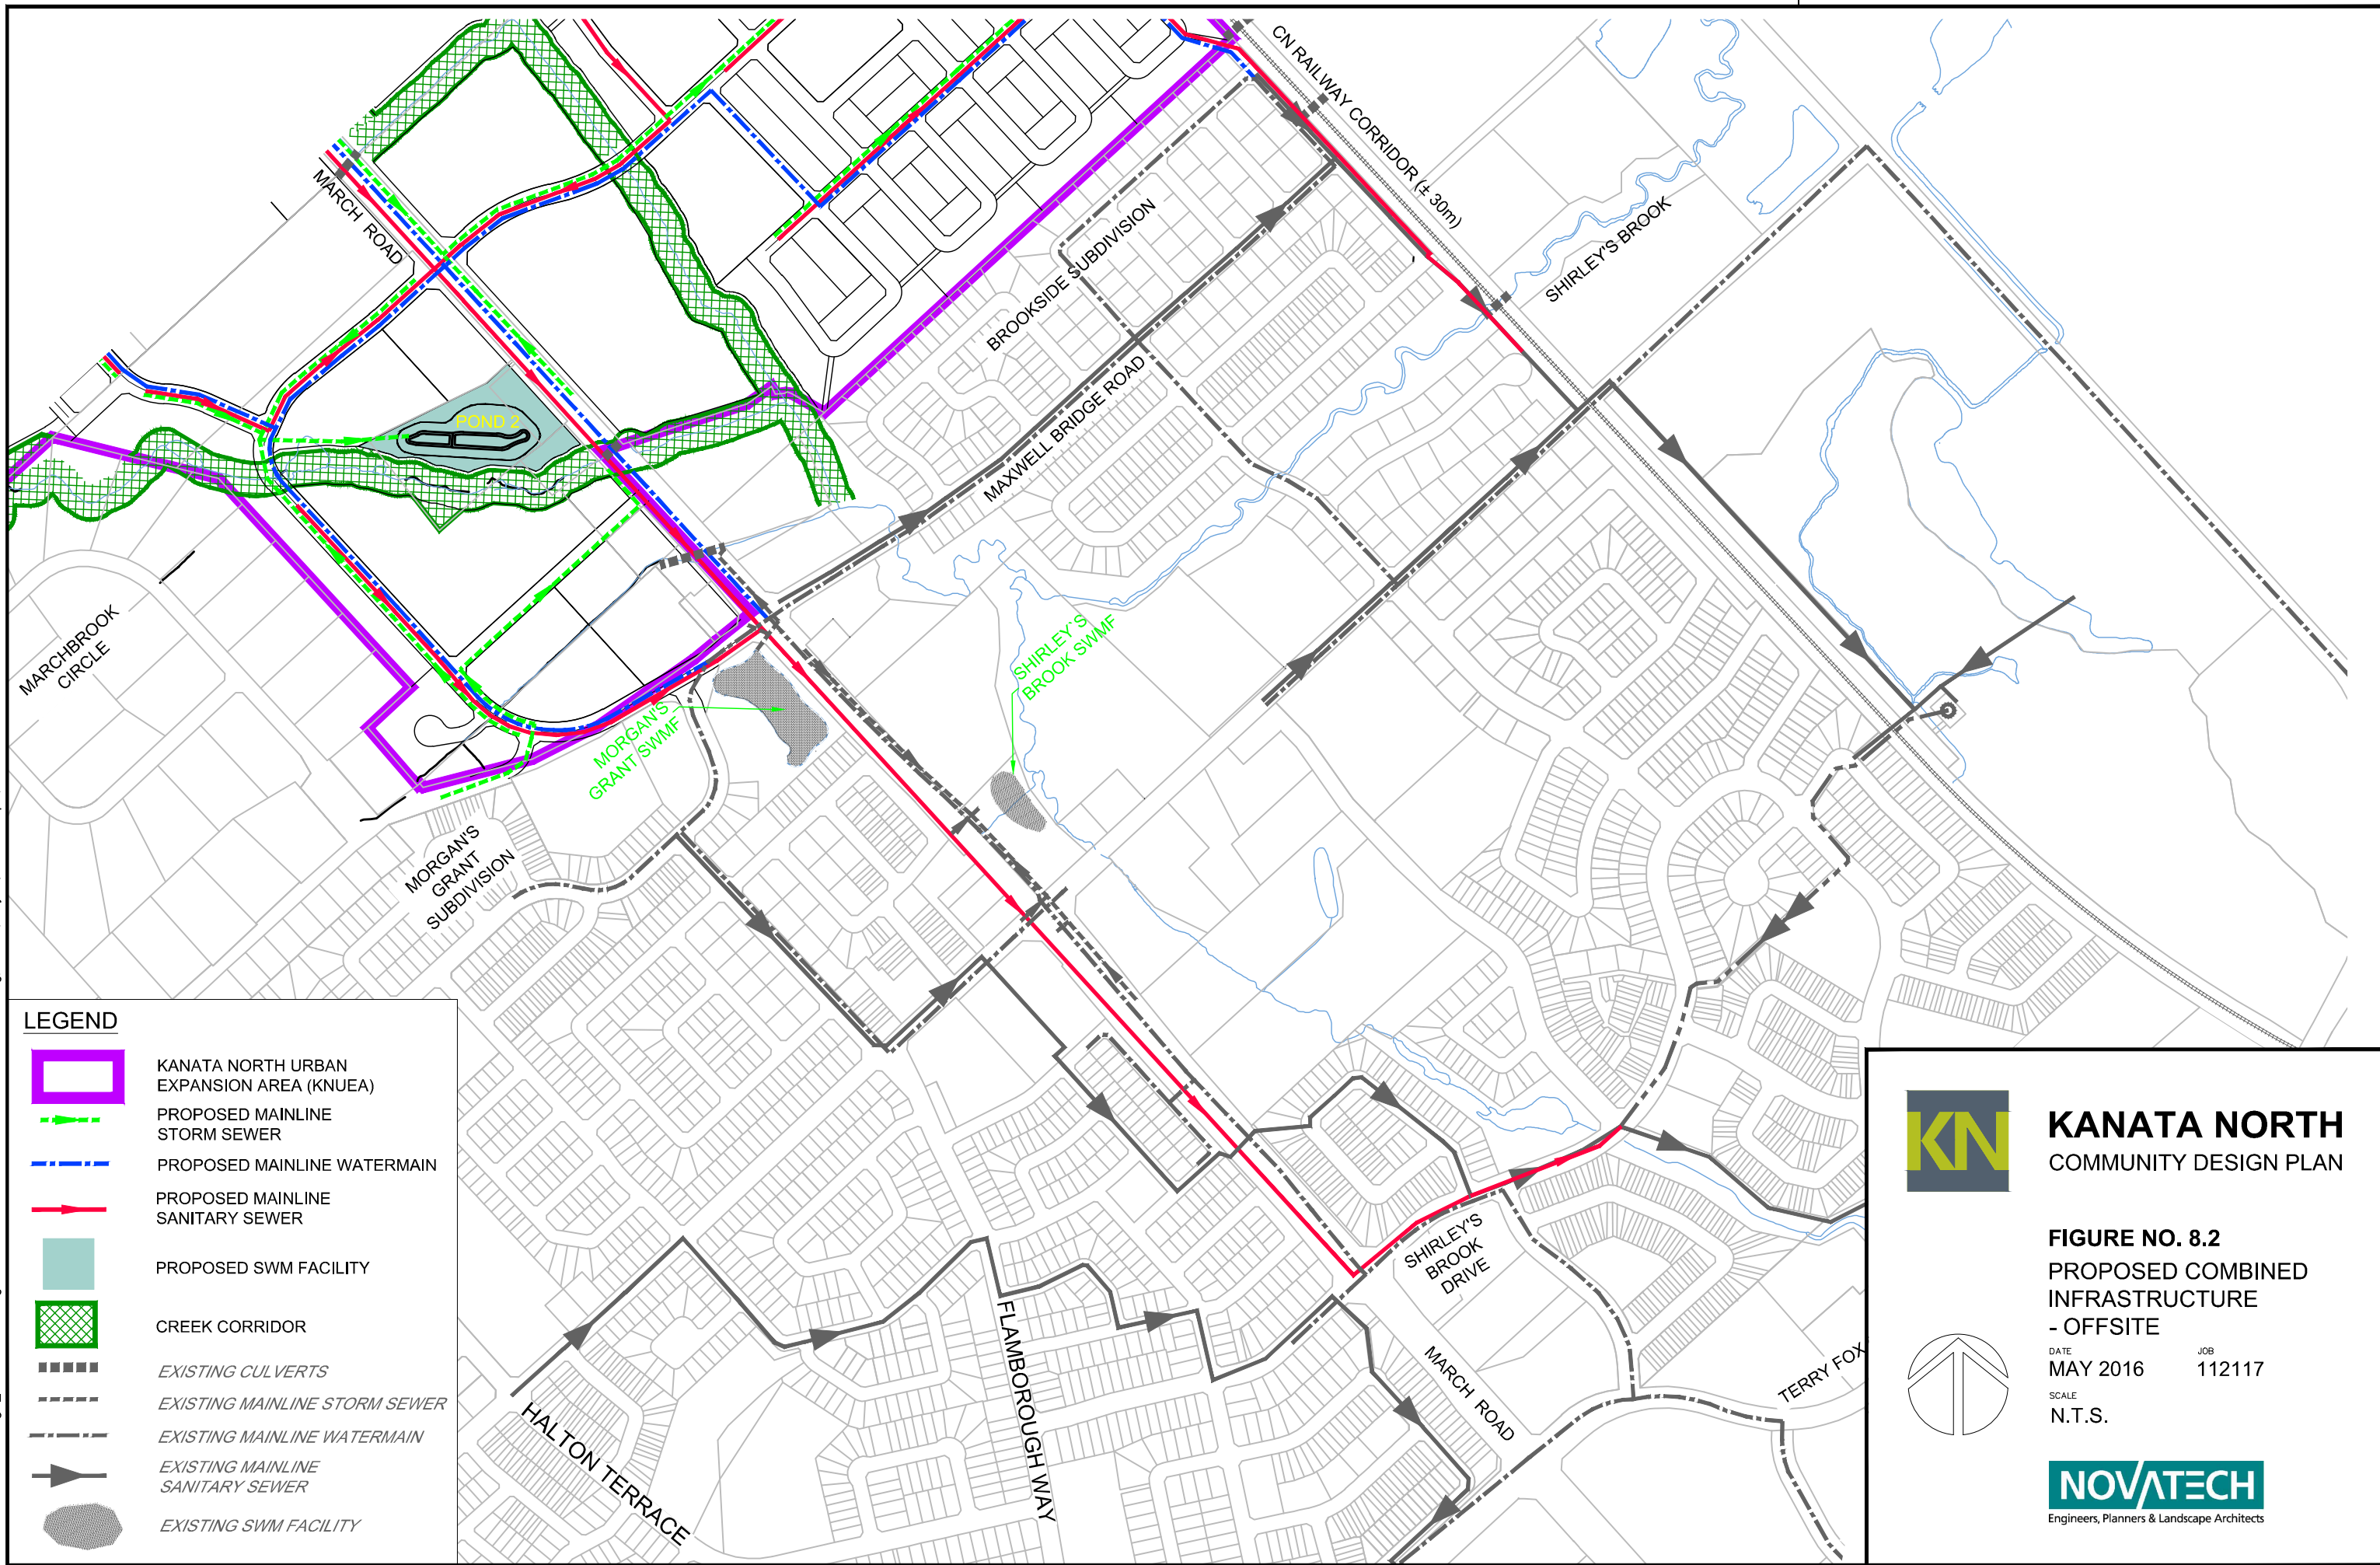 CN RAILWAY CORRIDOR (± 30m)
MARCH ROAD
SHIRLEY'S BROOK
BROOKSIDE SUBDIVISION
POND 2
MAXWELL BRIDGE ROAD
MARCHBROOK
CIRCLE
SHIRLEY'S
BROOK SWMF
MORGAN'S
GRANT SWMF
MORGAN'S
GRANT
SUBDIVISION
SHIRLEY'S
BROOK
DRIVE
FLAMBOROUGH WAY
HALTON TERRACE
MARCH ROAD
TERRY FOX
LEGEND
KANATA NORTH URBAN
EXPANSION AREA (KNUEA)
PROPOSED MAINLINE
STORM SEWER
PROPOSED MAINLINE WATERMAIN
PROPOSED MAINLINE
SANITARY SEWER
PROPOSED SWM FACILITY
CREEK CORRIDOR
EXISTING CULVERTS
EXISTING MAINLINE STORM SEWER
EXISTING MAINLINE WATERMAIN
EXISTING MAINLINE
SANITARY SEWER
EXISTING SWM FACILITY
KN
KANATA NORTH
COMMUNITY DESIGN PLAN
FIGURE NO. 8.2
PROPOSED COMBINED
INFRASTRUCTURE
- OFFSITE
DATE JOB
MAY 2016 112117
SCALE
N.T.S.
NOVATECH
Engineers, Planners & Landscape Architects